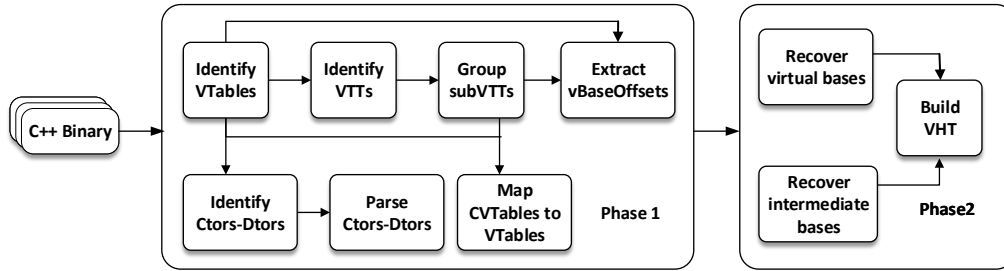 C++ Binary
Identify
VTables
Identify
VTTs
Group
subVTTs
Extract
vBaseOffsets
Identify
Ctors-Dtors
Parse
Ctors-Dtors
Map
CVTables to
VTables
Phase 1
Recover
virtual bases
Build
VHT
Recover
intermediate
bases
Phase2